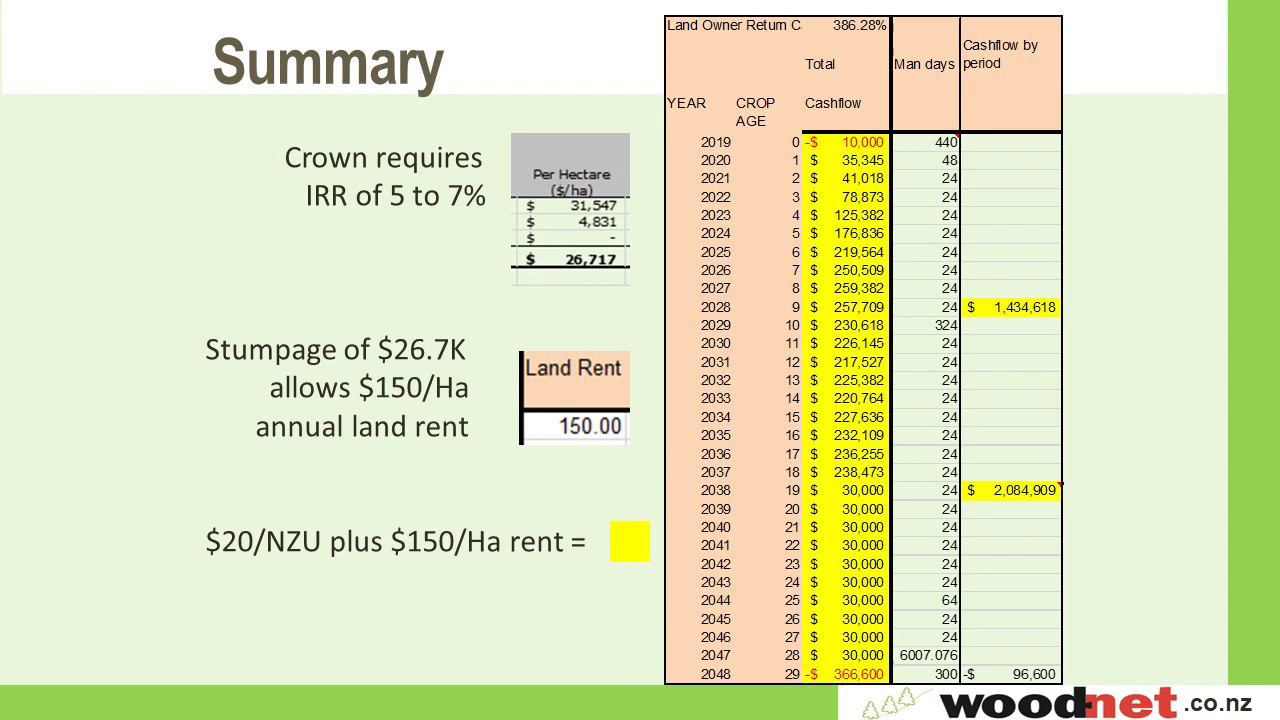 Summary
Crown requires
IRR of 5 to 7%
Per Hectare
($/ha)
$ 31,547
$ 4,831
$ -
$ 26,717
Stumpage of $26.7K
allows $150/Ha
annual land rent
Land Rent
150.00
$20/NZU plus $150/Ha rent =
Land Owner Return C 386.28%
Total Man days Cashflow by period
YEAR CROP AGE Cashflow
2019 0 -$ 10,000 440
2020 1 $ 35,345 48
2021 2 $ 41,018 24
2022 3 $ 78,873 24
2023 4 $ 125,382 24
2024 5 $ 176,836 24
2025 6 $ 219,564 24
2026 7 $ 250,509 24
2027 8 $ 259,382 24
2028 9 $ 257,709 24 $ 1,434,618
2029 10 $ 230,618 324
2030 11 $ 226,145 24
2031 12 $ 217,527 24
2032 13 $ 225,382 24
2033 14 $ 220,764 24
2034 15 $ 227,636 24
2035 16 $ 232,109 24
2036 17 $ 236,255 24
2037 18 $ 238,473 24
2038 19 $ 30,000 24 $ 2,084,909
2039 20 $ 30,000 24
2040 21 $ 30,000 24
2041 22 $ 30,000 24
2042 23 $ 30,000 24
2043 24 $ 30,000 24
2044 25 $ 30,000 64
2045 26 $ 30,000 24
2046 27 $ 30,000 24
2047 28 $ 30,000 6007.076
2048 29 -$ 366,600 300 -$ 96,600
woodnet.co.nz